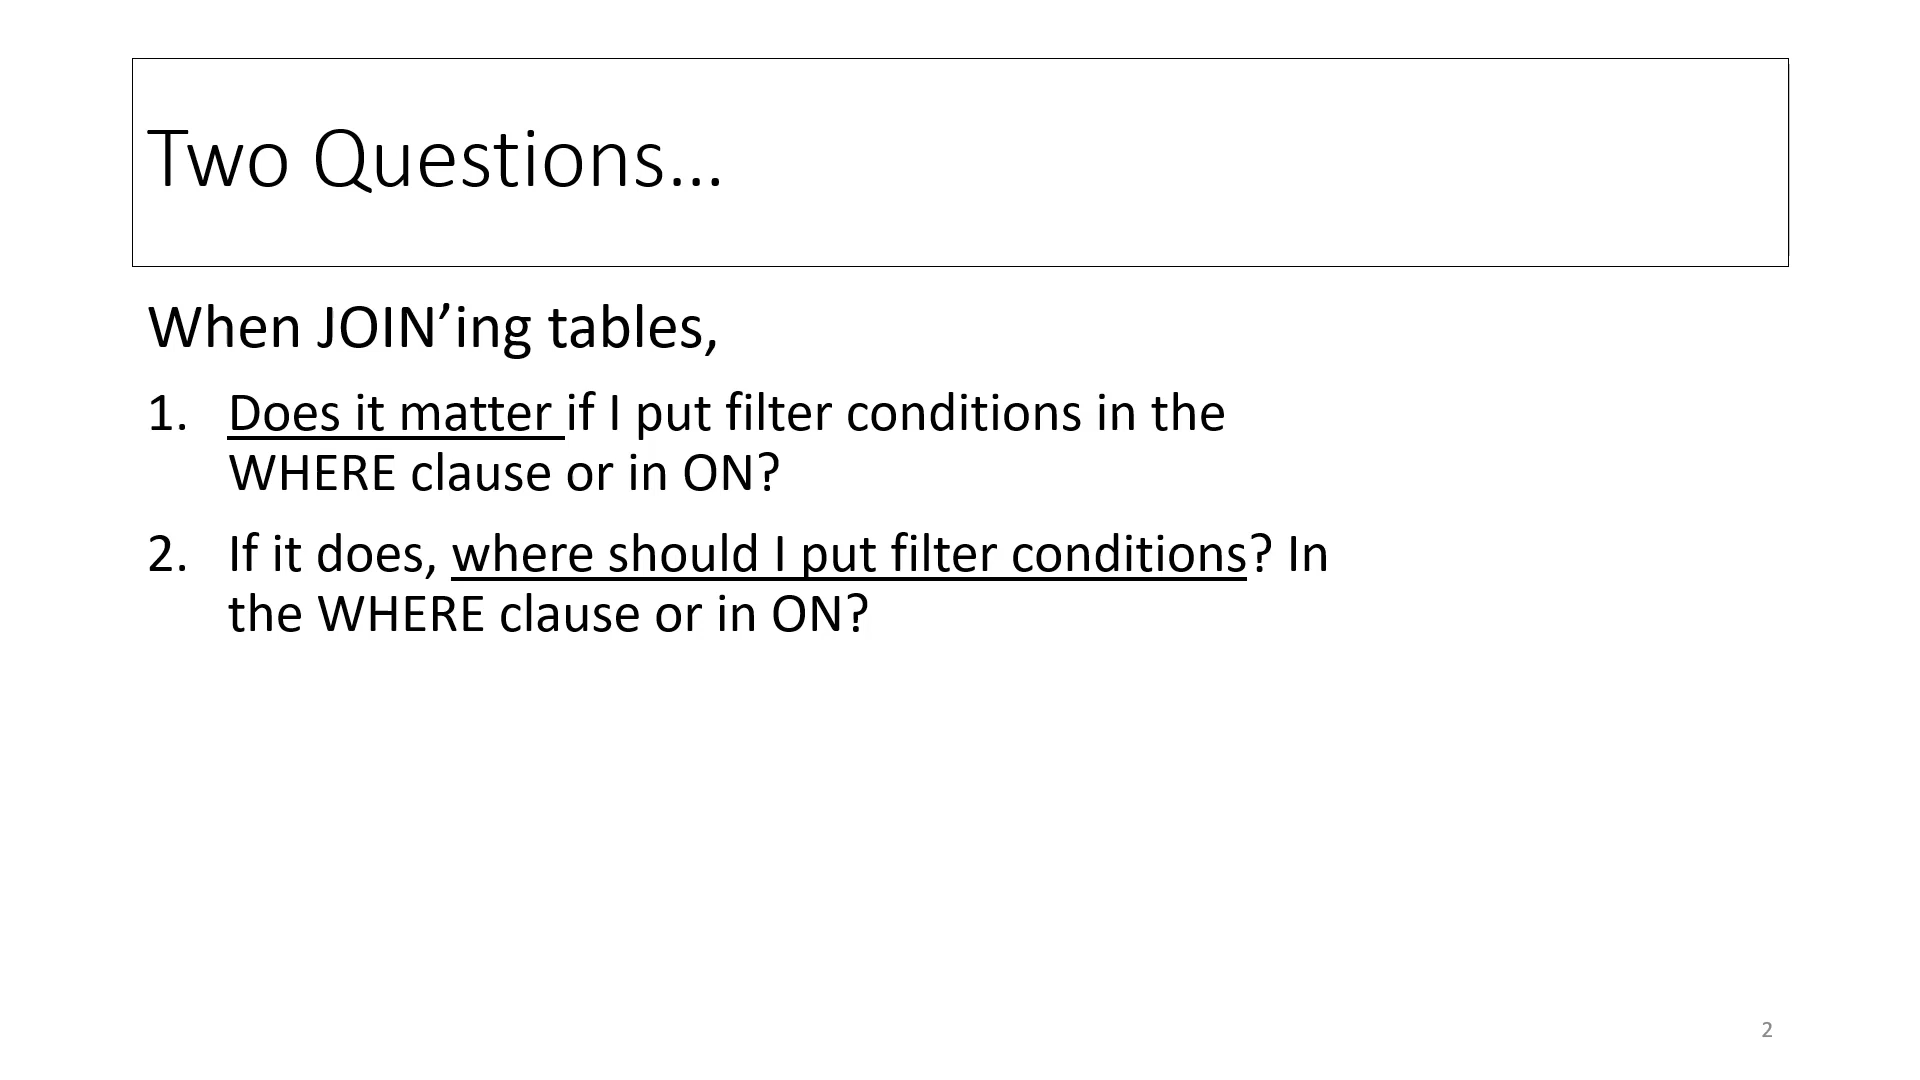 Two Questions…
When JOIN’ing tables,
1. Does it matter if I put filter conditions in the
WHERE clause or in ON?
2. If it does, where should I put filter conditions? In
the WHERE clause or in ON?
2